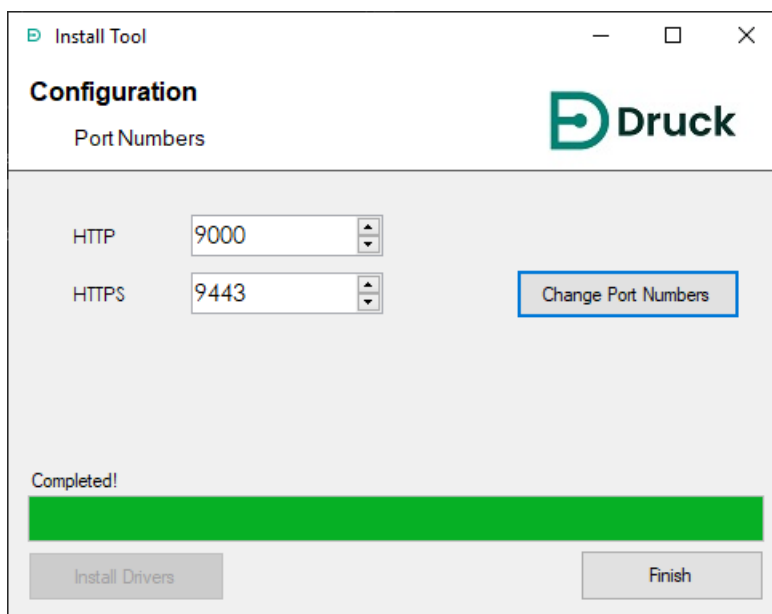 Install Tool
Configuration
Port Numbers
Druck
HTTP 9000
HTTPS 9443 Change Port Numbers
Completed!
Install Drivers Finish